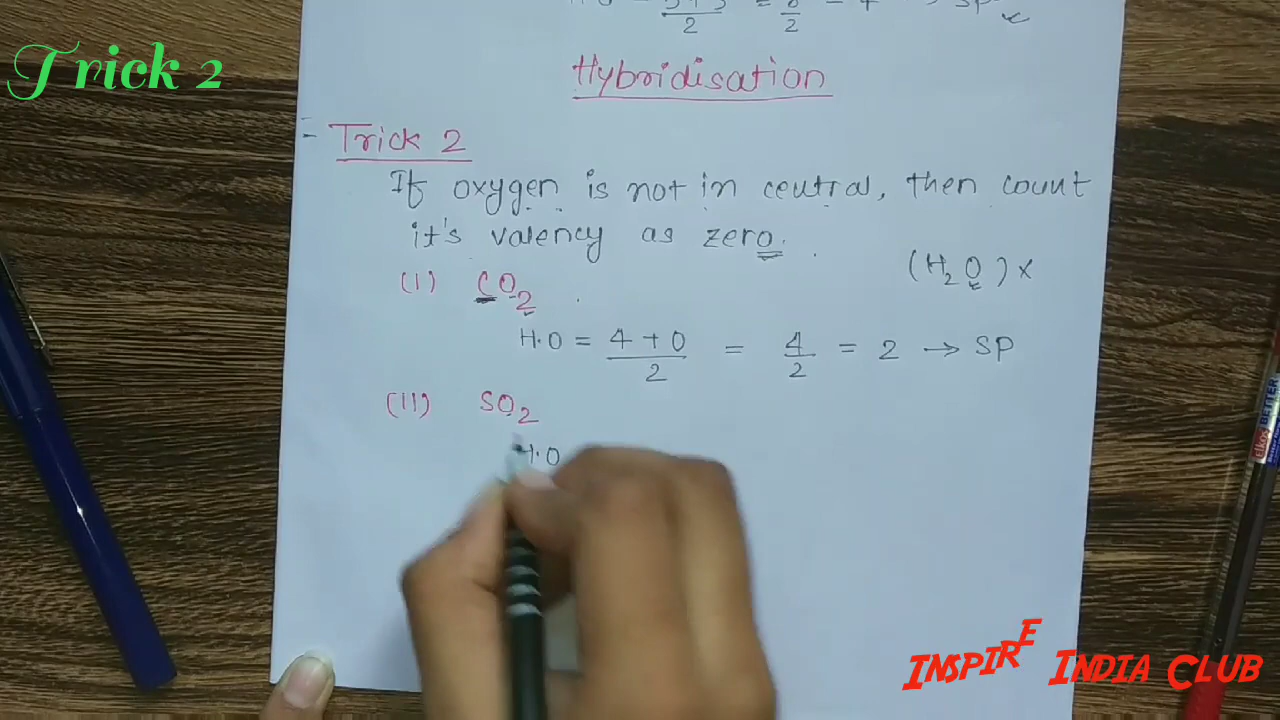 Trick 2
Hybridisation
Trick 2
If oxygen is not in central, then count
it's valency as zero.
(H2O) ×
(I) CO2
H.O = 4 + 0 / 2 = 4 / 2 = 2 → SP
(II) SO2
H.O
INSPIRE INDIA CLUB